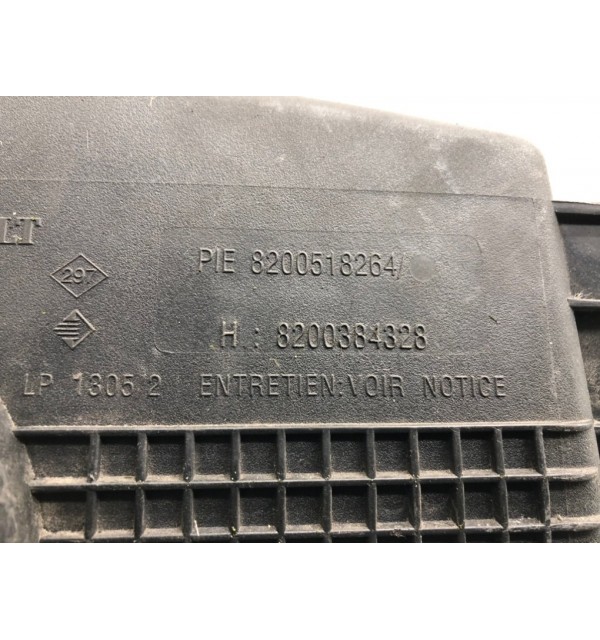 297
PIE 8200518264/
H.: 8200384328
LP 1305 2 ENTRETIEN:VOIR NOTICE